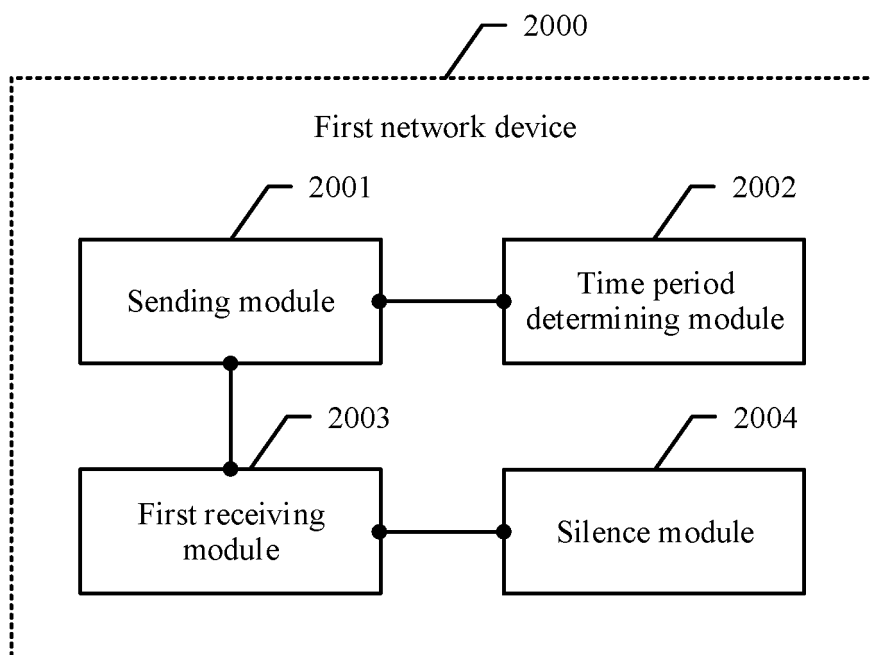 2000
First network device
2001
2002
Sending module
Time period
determining module
2003
2004
First receiving
module
Silence module